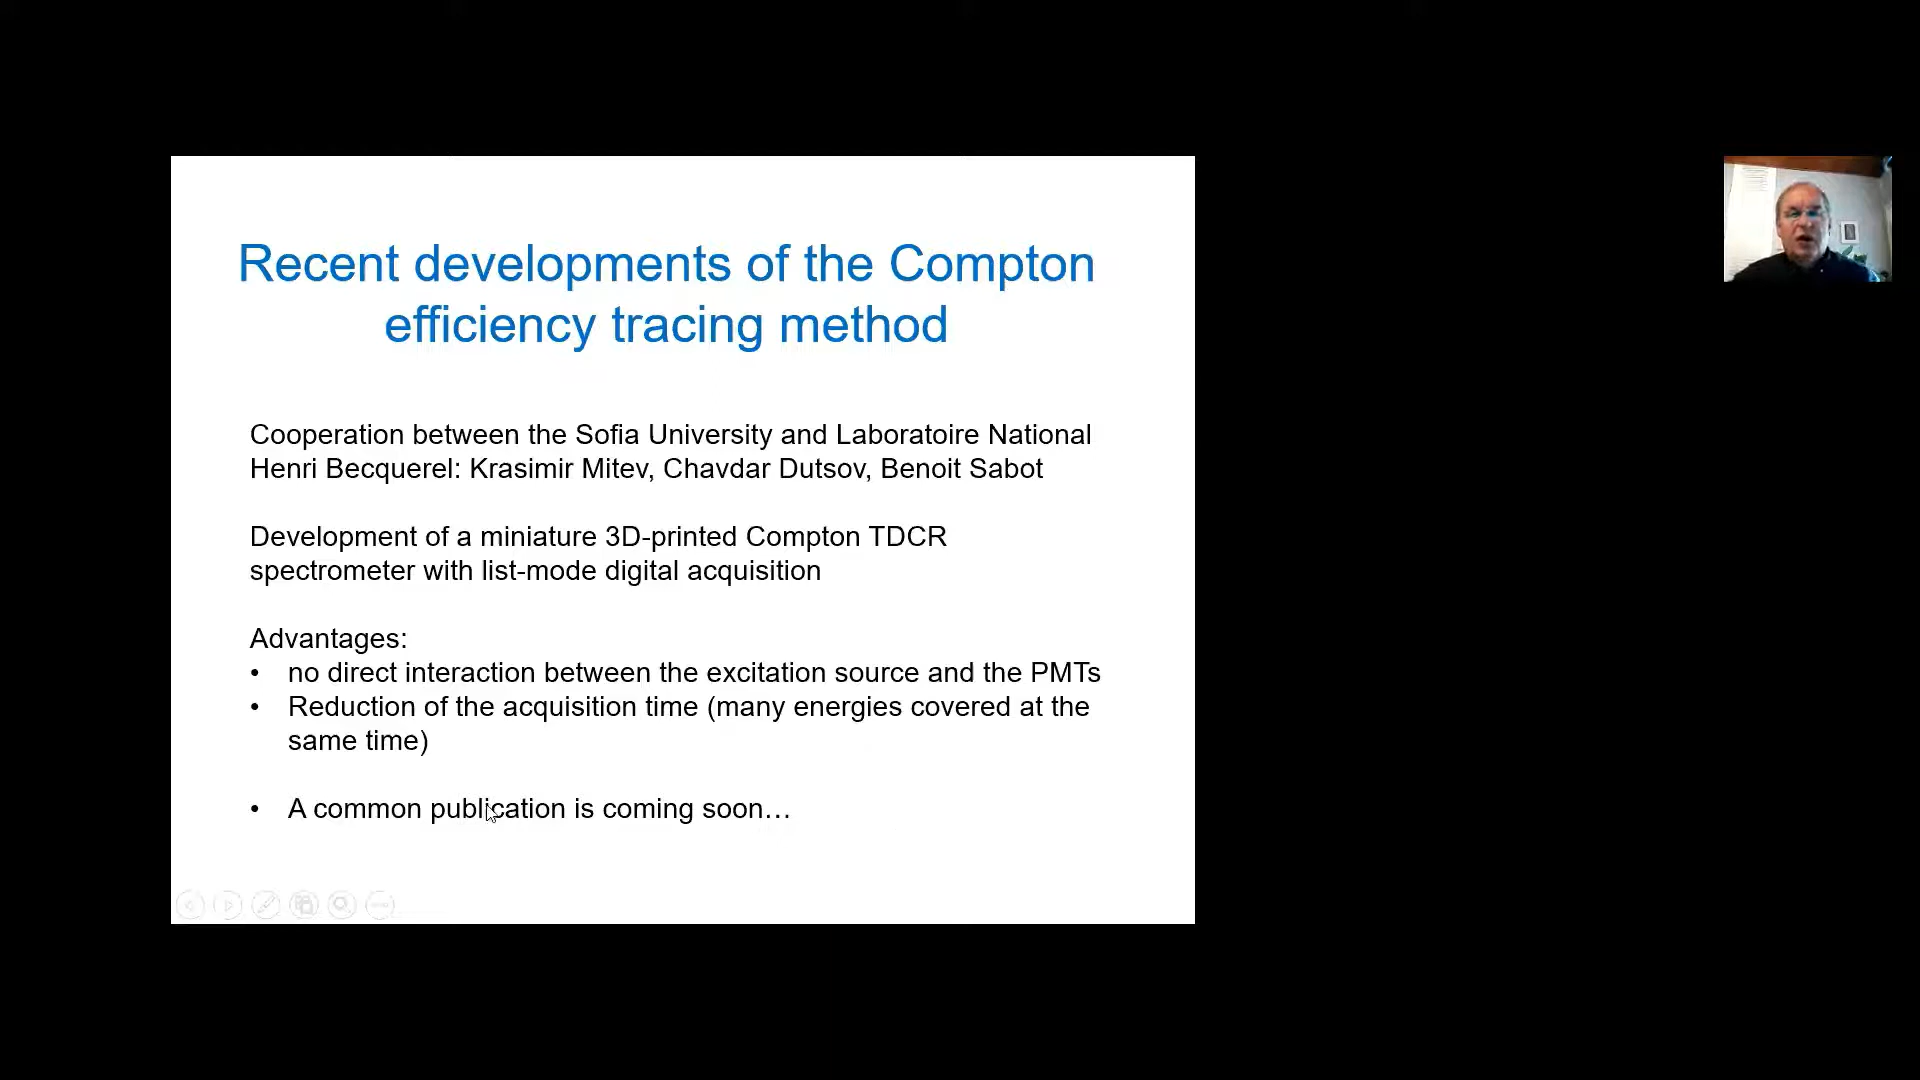 Recent developments of the Compton
efficiency tracing method
Cooperation between the Sofia University and Laboratoire National
Henri Becquerel: Krasimir Mitev, Chavdar Dutsov, Benoit Sabot
Development of a miniature 3D-printed Compton TDCR
spectrometer with list-mode digital acquisition
Advantages:
• no direct interaction between the excitation source and the PMTs
• Reduction of the acquisition time (many energies covered at the
same time)
• A common publication is coming soon…